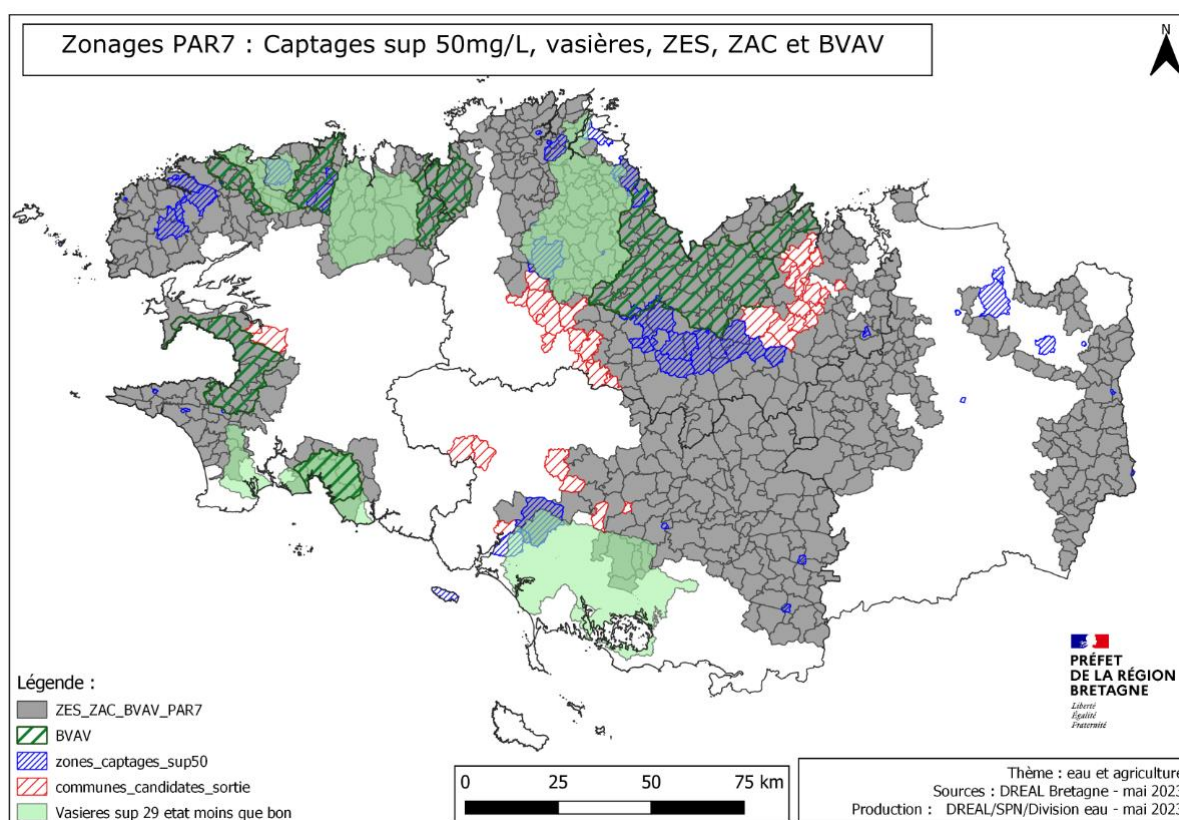 Zonages PAR7 : Captages sup 50mg/L, vasières, ZES, ZAC et BVAV
N
Légende :
ZES_ZAC_BVAV_PAR7
BVAV
zones_captages_sup50
communes_candidates_sortie
Vasieres sup 29 etat moins que bon
0 25 50 75 km
PRÉFET
DE LA RÉGION
BRETAGNE
Liberté
Égalité
Fraternité
Thème : eau et agriculture
Sources : DREAL Bretagne - mai 2023
Production : DREAL/SPN/Division eau - mai 2023